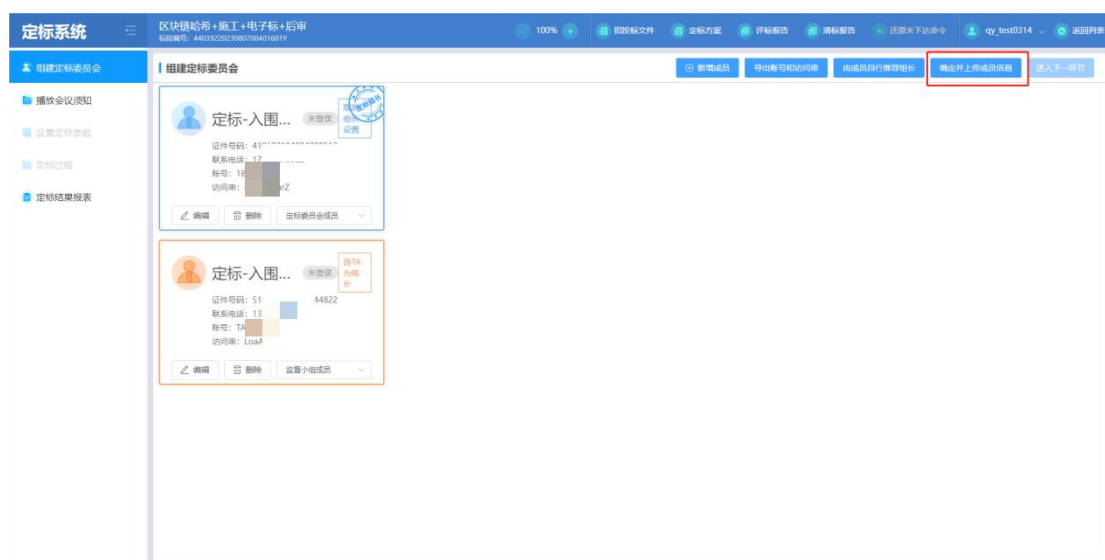 定标系统
区块链哈希+施工+电子标+后审
标段编号: 44039220230807004001601Y
100%
招投标文件
定标方案
评标报告
清标报告
还原未下达命令
qy_test0314
返回列表
组建定标委员会
播放会议须知
设置定标参数
定标过程
定标结果报表
组建定标委员会
新增成员
导出账号和访问串
由成员自行推荐组长
确定并上传成员信息
进入下一环节
定标-入围...
未登录
组长
设置
证件号码:
联系电话: 17
账号: 18
访问串:
rZ
编辑
删除
定标委员会成员
定标-入围...
未登录
选TA
为组
长
证件号码: 51
44822
联系电话: 13
账号: TA
访问串: LoaA
编辑
删除
监督小组成员